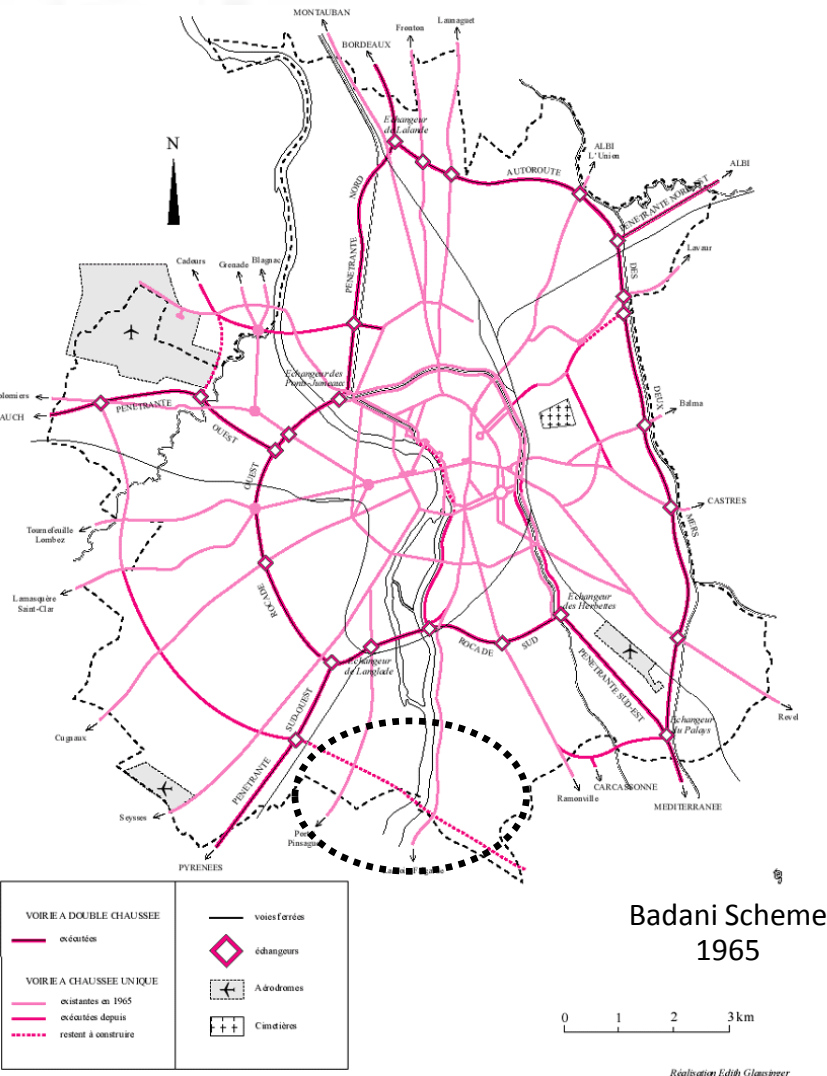 MONTAUBAN
BORDEAUX
Fronton
Launaguet
Echangeur
de Lalande
N
NORD
PENETRANTE
AUTOROUTE
ALBI
L'Union
ALBI
PENETRANTE NORD-EST
Lavaur
DES
Cadours
Grenade
Blagnac
Echangeur des
Ponts-Jumeaux
AUCH
PENETRANTE
OUEST
DEUX
Balma
OUEST
CASTRES
MERS
Tournefeuille
Lombez
Lamasquère
Saint-Clar
ROCADE
Echangeur
des Herbettes
ROCADE
SUD
Echangeur
de Langlade
PENETRANTE SUD-EST
SUD-OUEST
Cugnaux
Revel
Echangeur
du Palays
PENETRANTE
Seysses
Ramonville
CARCASSONNE
MEDITERRANEE
PYRENEES
VOIRIE A DOUBLE CHAUSSEE
exécutées
VOIRIE A CHAUSSEE UNIQUE
existantes en 1965
exécutées depuis
restent à construire
voies ferrées
échangeurs
Aérodromes
Cimetières
Badani Scheme
1965
0 1 2 3 km
Réalisation Edith Glausinger